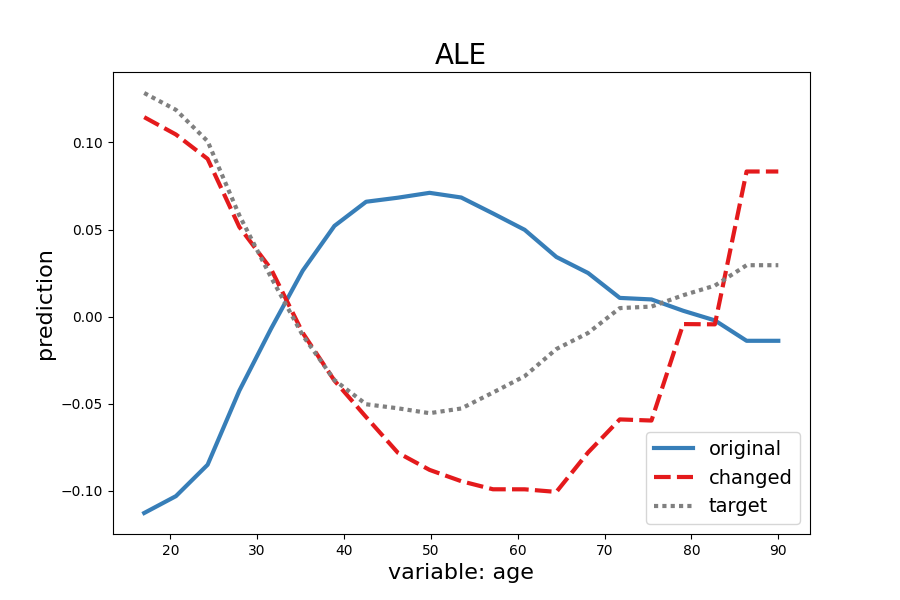 ALE
prediction
0.10
0.05
0.00
−0.05
−0.10
20 30 40 50 60 70 80 90
variable: age
original
changed
target